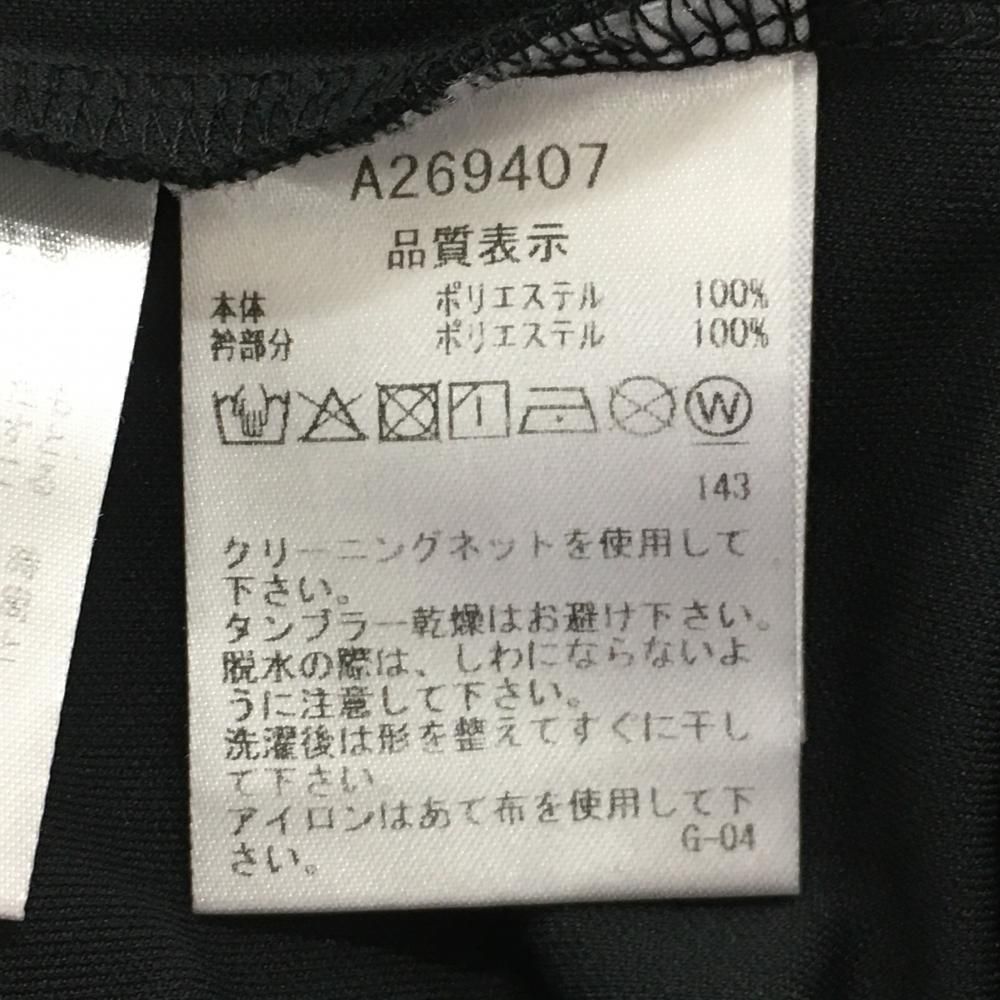 A269407
品質表示
本体 ポリエステル 100%
衿部分 ポリエステル 100%
W
143
クリーニングネットを使用して
下さい。
タンブラー乾燥はお避け下さい。
脱水の際は、しわにならないよ
うに注意して下さい。
洗濯後は形を整えてすぐに干し
て下さい
アイロンはあて布を使用して下
さい。
G-04